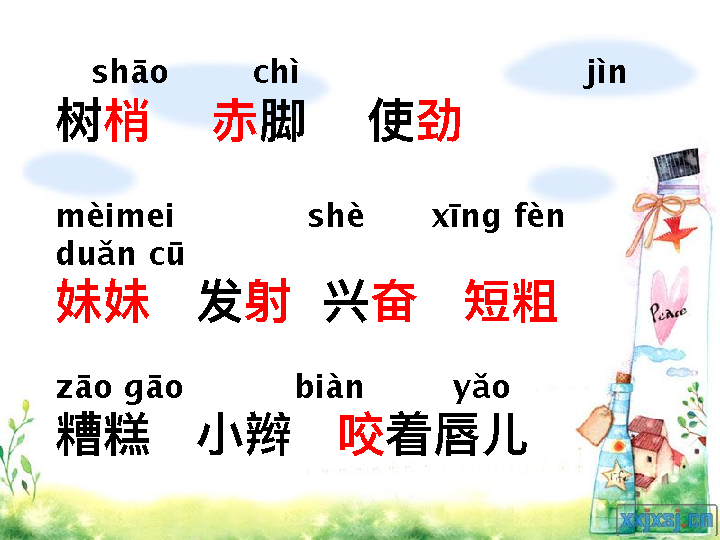 shāo chì jìn
树梢 赤脚 使劲
mèimei shè xīng fèn
duǎn cū
妹妹 发射 兴奋 短粗
zāo gāo biàn yǎo
糟糕 小辫 咬着唇儿
Peace
Life
xxjxsj.cn